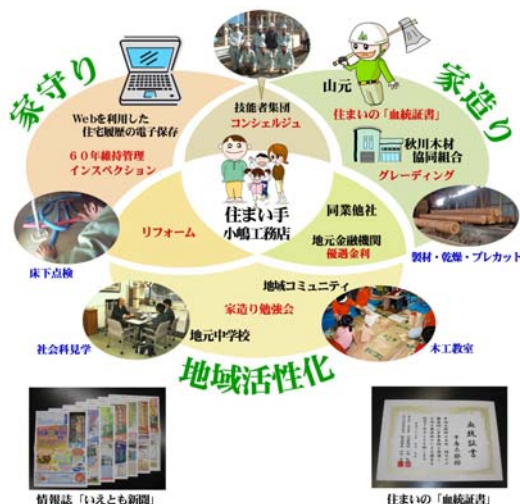 家守り
家造り
Webを利用した
住宅履歴の電子保存
60年維持管理
インスペクション
床下点検
技能者集団
コンシェルジュ
山元
住まいの「血統証書」
秋川木材
協同組合
グレーディング
製材・乾燥・プレカット
住まい手
小嶋工務店
リフォーム
同業他社
地元金融機関
優遇金利
地域コミュニティ
家造り勉強会
地元中学校
社会科見学
木工教室
地域活性化
血統証書
情報誌「いえとも新聞」
住まいの「血統証書」